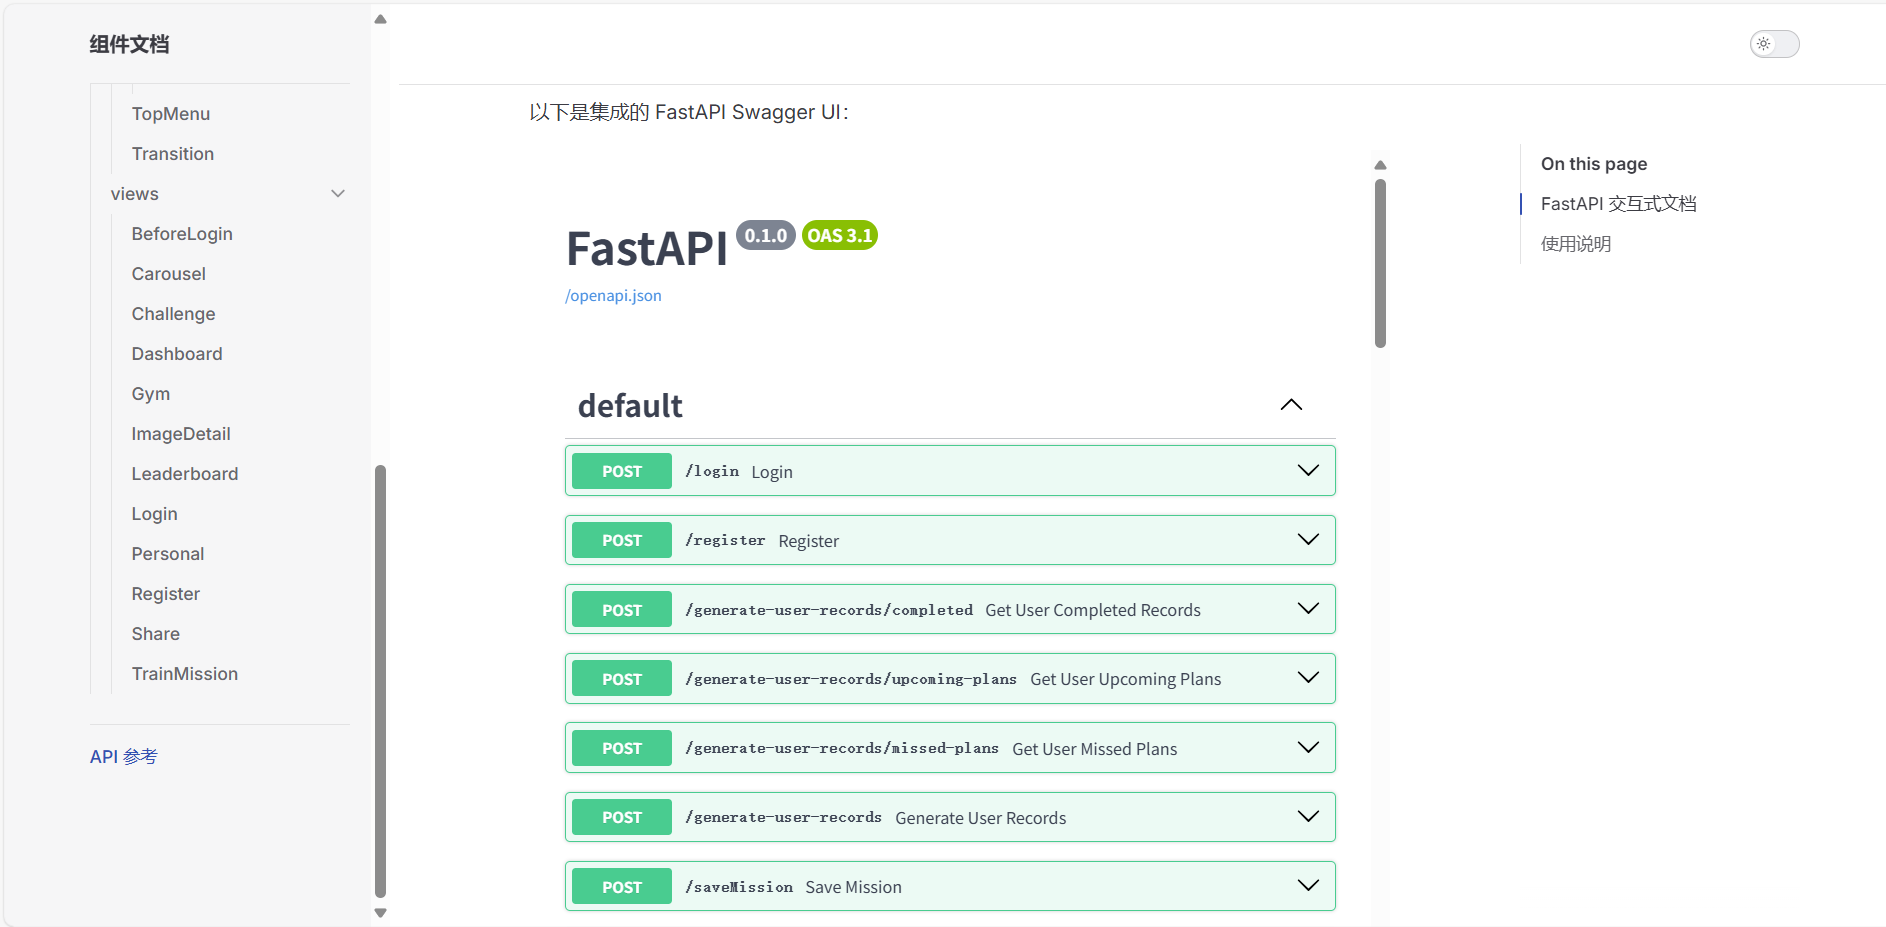 组件文档
TopMenu
Transition
views
BeforeLogin
Carousel
Challenge
Dashboard
Gym
ImageDetail
Leaderboard
Login
Personal
Register
Share
TrainMission
API 参考
以下是集成的 FastAPI Swagger UI：
FastAPI 0.1.0 OAS 3.1
/openapi.json
default
POST /login Login
POST /register Register
POST /generate-user-records/completed Get User Completed Records
POST /generate-user-records/upcoming-plans Get User Upcoming Plans
POST /generate-user-records/missed-plans Get User Missed Plans
POST /generate-user-records Generate User Records
POST /saveMission Save Mission
On this page
FastAPI 交互式文档
使用说明